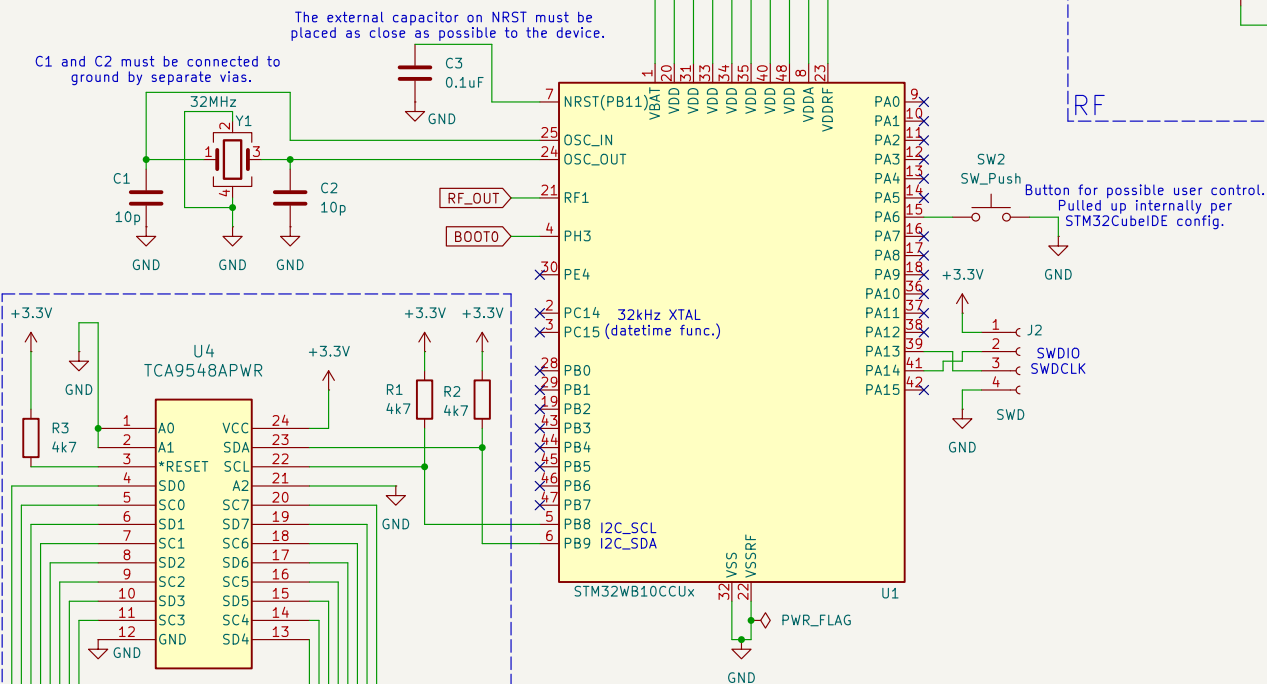 The external capacitor on NRST must be
placed as close as possible to the device.
C1 and C2 must be connected to
ground by separate vias.
C3
0.1uF
GND
32MHz
Y1
1
2
3
4
C1
10p
C2
10p
GND
GND
GND
RF_OUT
BOOT0
7
NRST(PB11)
25
OSC_IN
24
OSC_OUT
21
RF1
4
PH3
30
PE4
2
PC14
3
PC15
32kHz XTAL
(datetime func.)
28
PB0
29
PB1
19
PB2
43
PB3
44
PB4
45
PB5
46
PB6
47
PB7
5
PB8
I2C_SCL
6
PB9
I2C_SDA
1
VBAT
20
VDD
31
VDD
33
VDD
34
VDD
35
VDD
40
VDD
48
VDD
8
VDDA
23
VDDRF
PA0
9
PA1
10
PA2
11
PA3
12
PA4
13
PA5
14
PA6
15
PA7
16
PA8
17
PA9
18
PA10
36
PA11
37
PA12
38
PA13
39
PA14
41
PA15
42
32
VSS
22
VSSRF
STM32WB10CCUx
U1
PWR_FLAG
GND
RF
SW2
SW_Push
Button for possible user control.
Pulled up internally per
STM32CubeIDE config.
GND
+3.3V
J2
1
2
3
4
SWDIO
SWDCLK
SWD
GND
+3.3V
GND
R3
4k7
U4
TCA9548APWR
+3.3V
+3.3V
+3.3V
R1
4k7
R2
4k7
GND
1
A0
2
A1
3
*RESET
4
SD0
5
SC0
6
SD1
7
SC1
8
SD2
9
SC2
10
SD3
11
SC3
12
GND
GND
VCC
24
SDA
23
SCL
22
A2
21
SC7
20
SD7
19
SC6
18
SD6
17
SC5
16
SD5
15
SC4
14
SD4
13